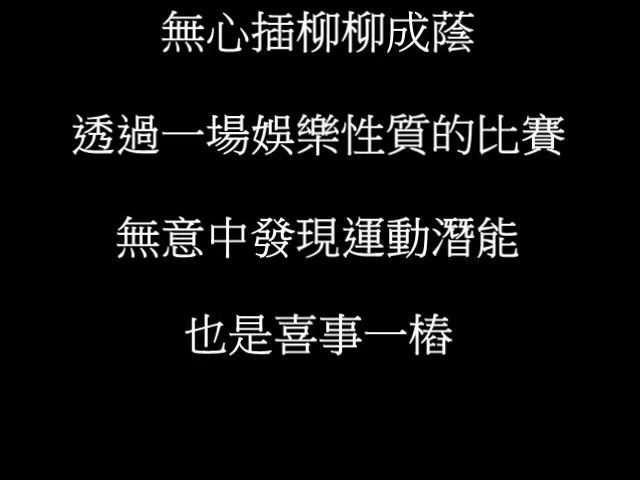 無心插柳柳成蔭
透過一場娛樂性質的比賽
無意中發現運動潛能
也是喜事一樁